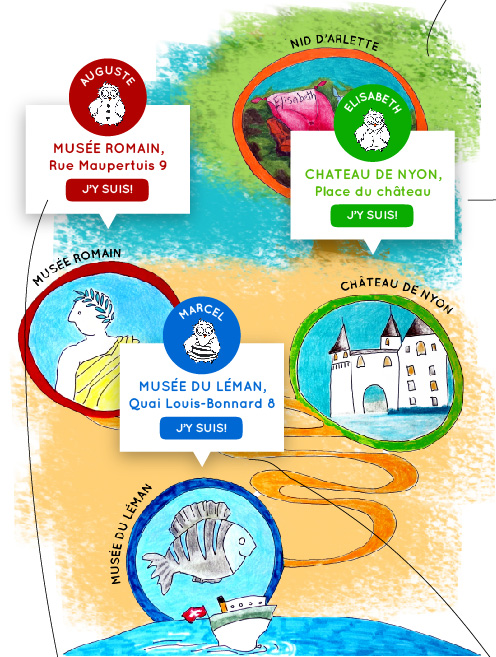 NID D'ARLETTE
Elisabeth
AUGUSTE
MUSÉE ROMAIN,
Rue Maupertuis 9
J'Y SUIS!
ELISABETH
CHATEAU DE NYON,
Place du château
J'Y SUIS!
MUSÉE ROMAIN
CHÂTEAU DE NYON
MARCEL
MUSÉE DU LÉMAN,
Quai Louis-Bonnard 8
J'Y SUIS!
MUSÉE DU LÉMAN